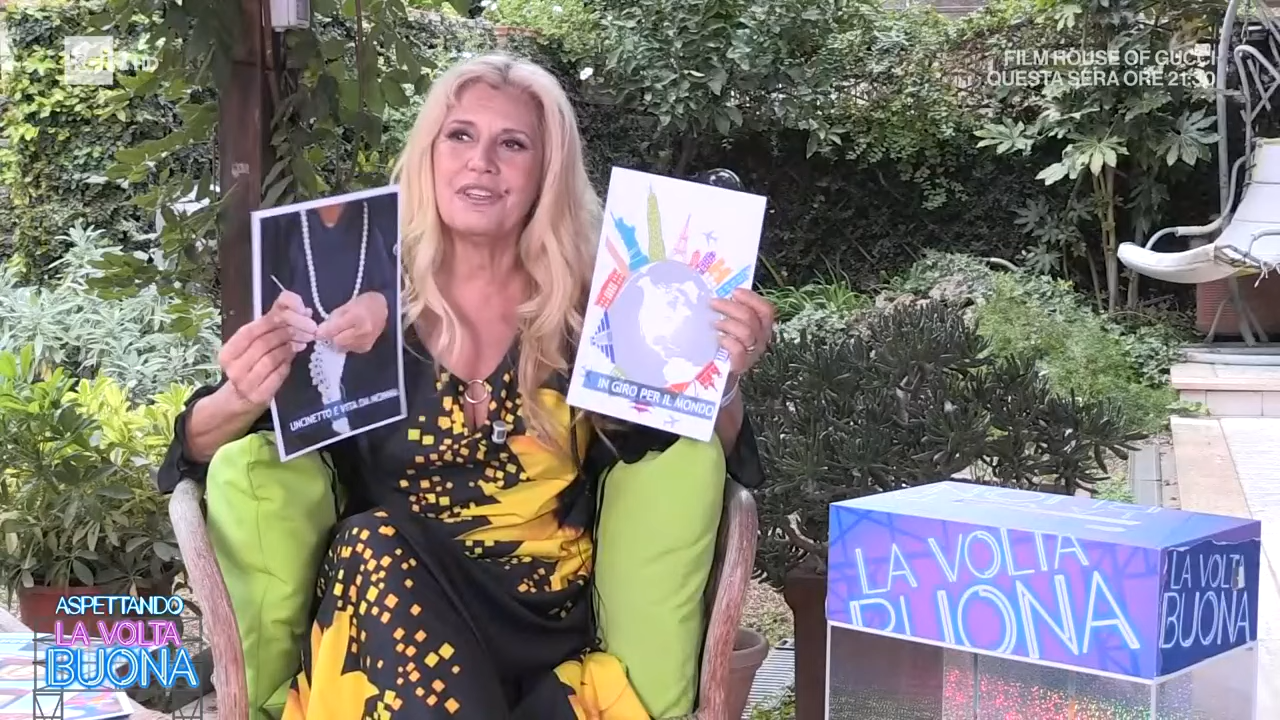 FILM HOUSE OF GUCCI
QUESTA SERA ORE 21.30
UNCINETTO E VITA DA
IN GIRO PER IL MONDO
LA VOLTA
BUONA
LA VOLTA
BUONA
ASPETTANDO
LA VOLTA
BUONA